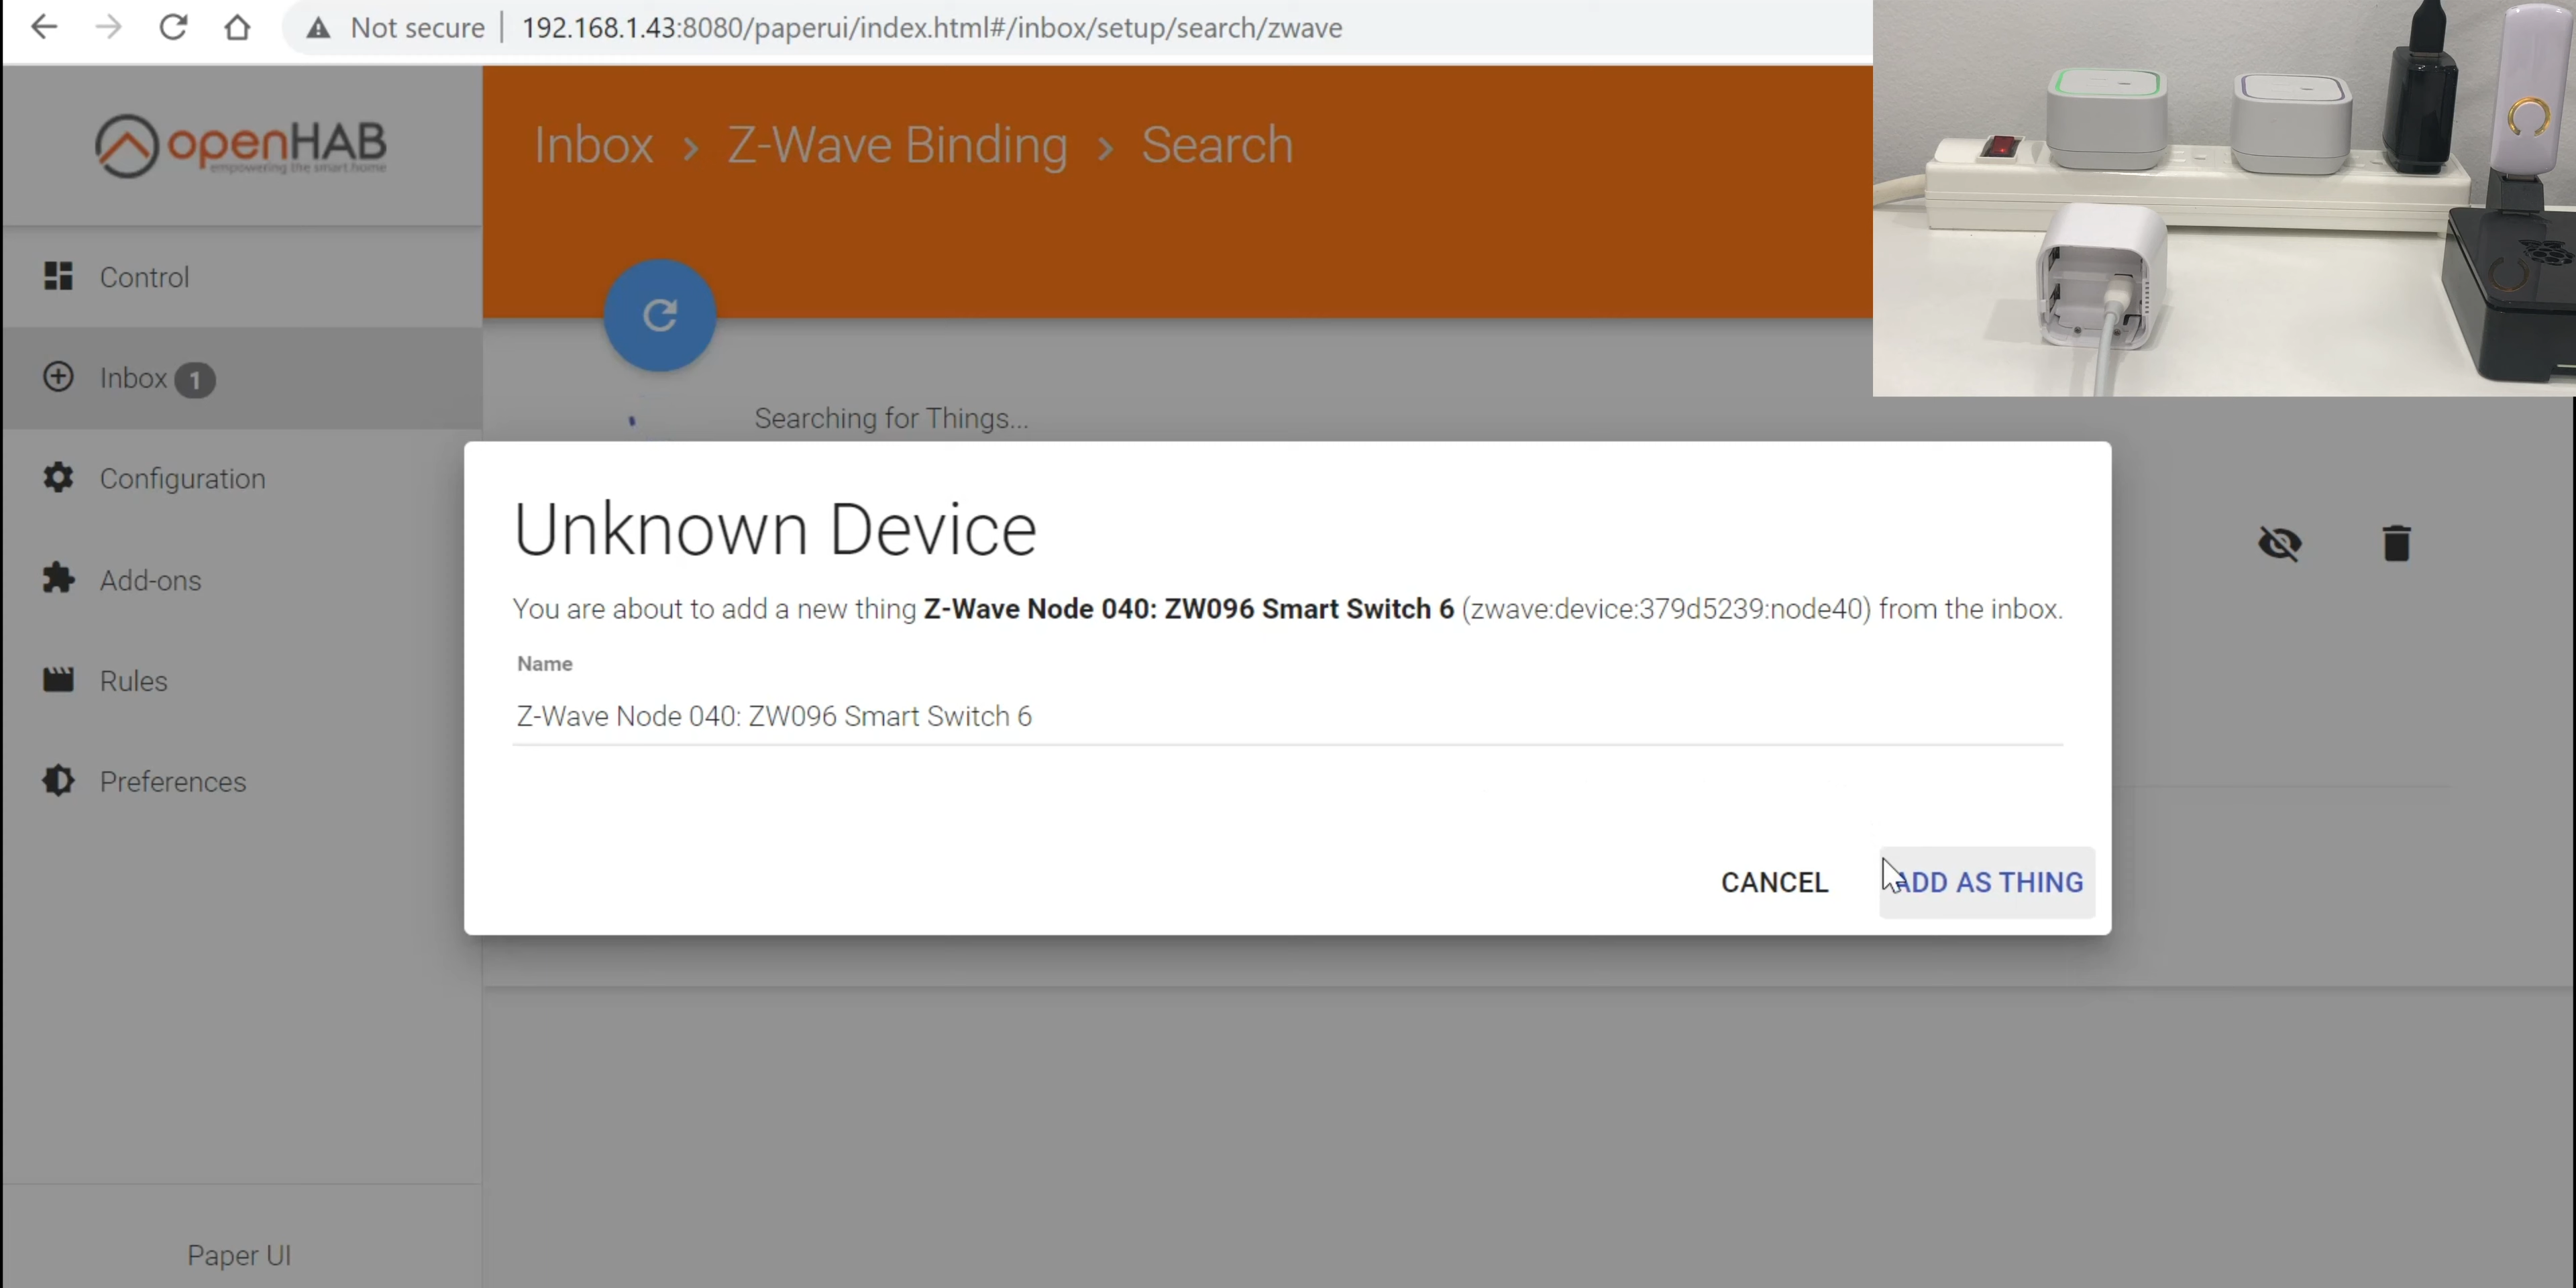 Not secure | 192.168.1.43:8080/paperui/index.html#/inbox/setup/search/zwave
openHAB
empowering the smart home
Inbox > Z-Wave Binding > Search
Control
Inbox 1
Configuration
Add-ons
Rules
Preferences
Paper UI
Searching for Things...
Unknown Device
You are about to add a new thing Z-Wave Node 040: ZW096 Smart Switch 6 (zwave:device:379d5239:node40) from the inbox.
Name
Z-Wave Node 040: ZW096 Smart Switch 6
CANCEL
ADD AS THING